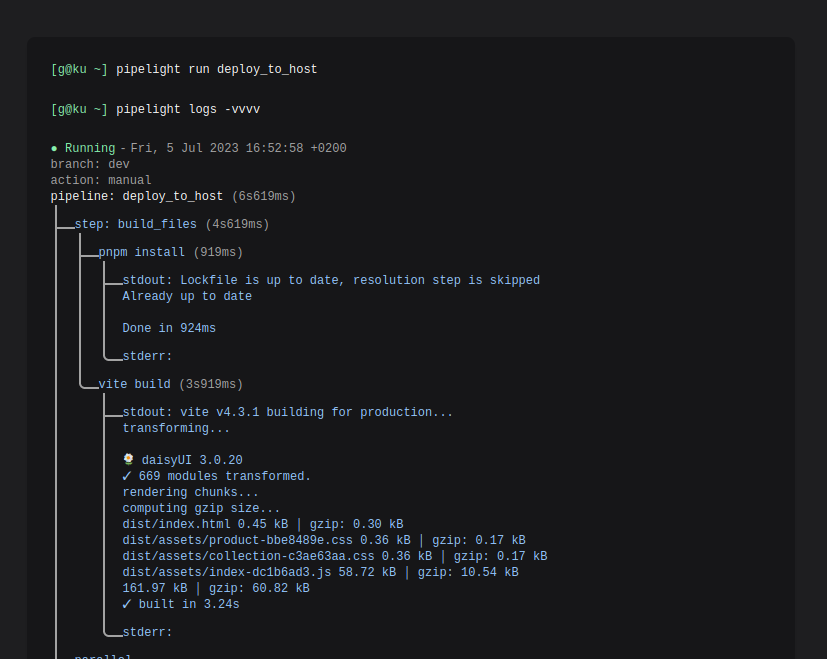 [g@ku ~] pipelight run deploy_to_host
[g@ku ~] pipelight logs -vvvv
● Running - Fri, 5 Jul 2023 16:52:58 +0200
branch: dev
action: manual
pipeline: deploy_to_host (6s619ms)
step: build_files (4s619ms)
pnpm install (919ms)
stdout: Lockfile is up to date, resolution step is skipped
Already up to date
Done in 924ms
stderr:
vite build (3s919ms)
stdout: vite v4.3.1 building for production...
transforming...
🌼 daisyUI 3.0.20
✓ 669 modules transformed.
rendering chunks...
computing gzip size...
dist/index.html 0.45 kB │ gzip: 0.30 kB
dist/assets/product-bbe8489e.css 0.36 kB │ gzip: 0.17 kB
dist/assets/collection-c3ae63aa.css 0.36 kB │ gzip: 0.17 kB
dist/assets/index-dc1b6ad3.js 58.72 kB │ gzip: 10.54 kB
161.97 kB │ gzip: 60.82 kB
✓ built in 3.24s
stderr: